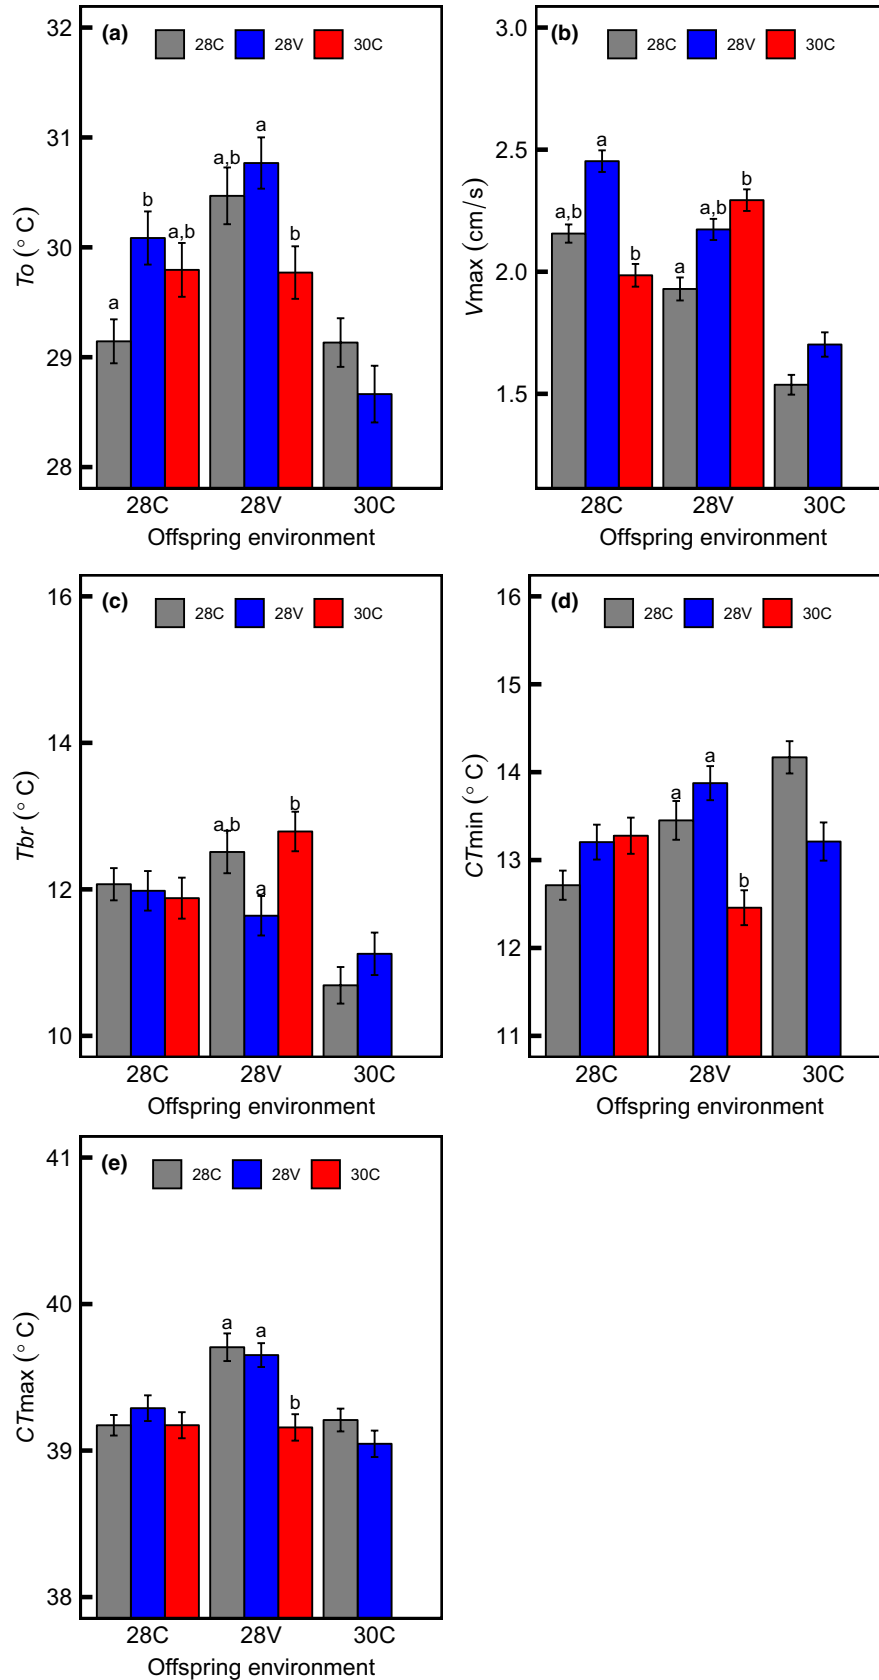 (a) 28C 28V 30C
32
31
30
29
28
To (° C)
a b a,b a,b a b
28C 28V 30C
Offspring environment
(b) 28C 28V 30C
3.0
2.5
2.0
1.5
Vmax (cm/s)
a,b a b a a,b b
28C 28V 30C
Offspring environment
(c) 28C 28V 30C
16
14
12
10
Tbr (° C)
a,b a b
28C 28V 30C
Offspring environment
(d) 28C 28V 30C
16
15
14
13
12
11
CTmin (° C)
a a b
28C 28V 30C
Offspring environment
(e) 28C 28V 30C
41
40
39
38
CTmax (° C)
a a b
28C 28V 30C
Offspring environment